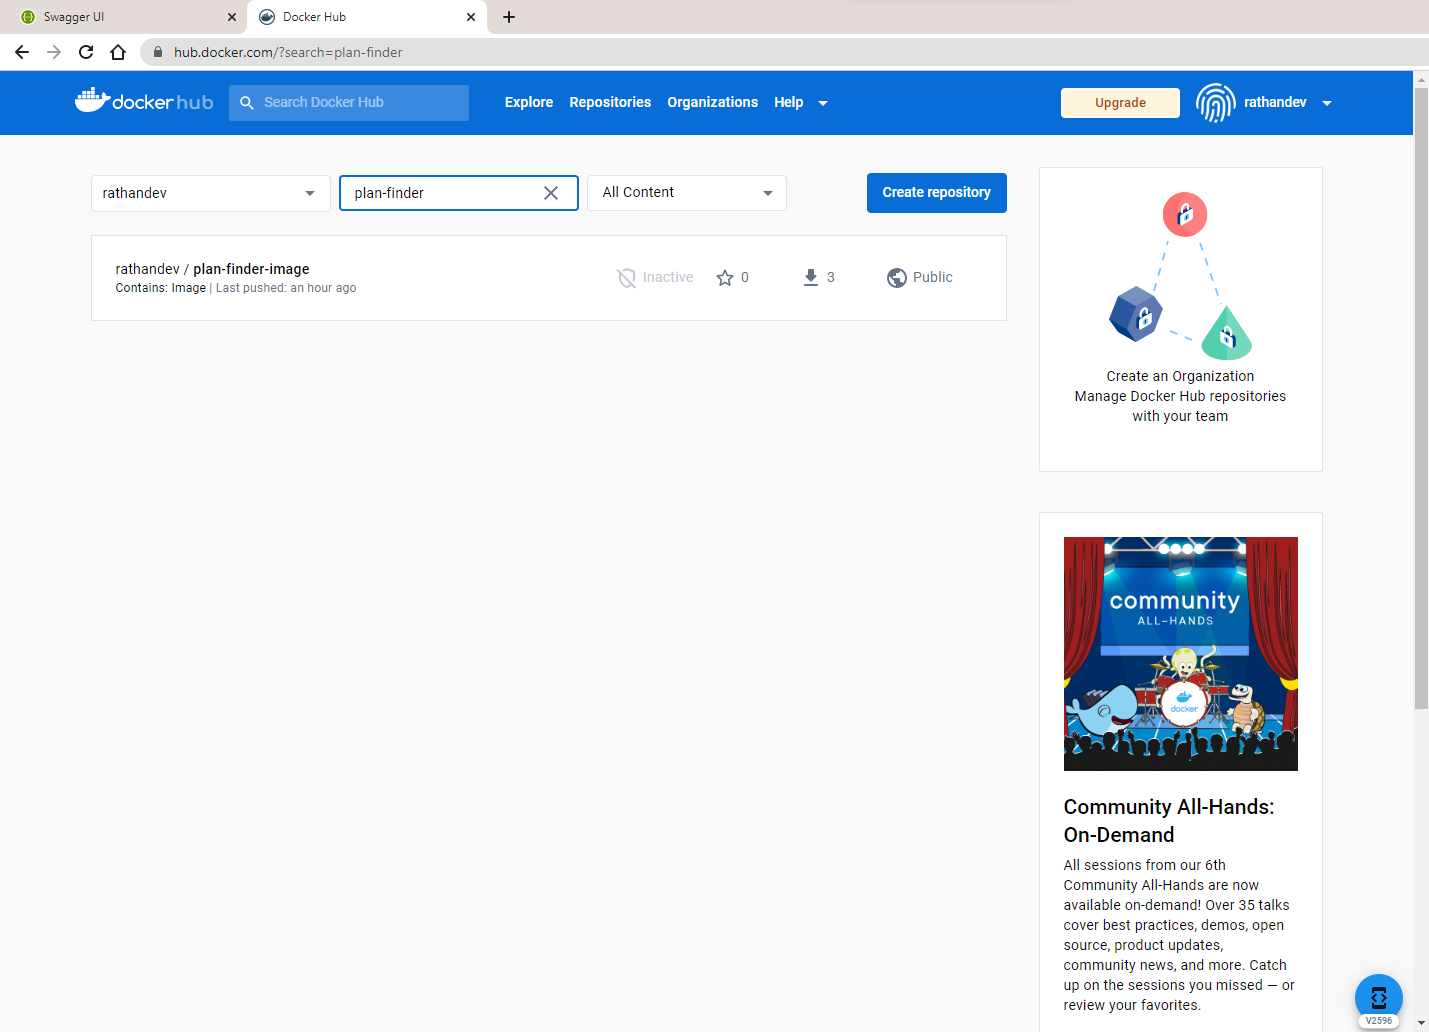 Swagger UI
Docker Hub
hub.docker.com/?search=plan-finder
docker hub
Search Docker Hub
Explore
Repositories
Organizations
Help
Upgrade
rathandev
rathandev
plan-finder
All Content
Create repository
rathandev / plan-finder-image
Inactive
0
3
Public
Contains: Image | Last pushed: an hour ago
Create an Organization
Manage Docker Hub repositories
with your team
community
ALL-HANDS
docker
Community All-Hands:
On-Demand
All sessions from our 6th
Community All-Hands are now
available on-demand! Over 35 talks
cover best practices, demos, open
source, product updates,
community news, and more. Catch
up on the sessions you missed — or
review your favorites.
V2596